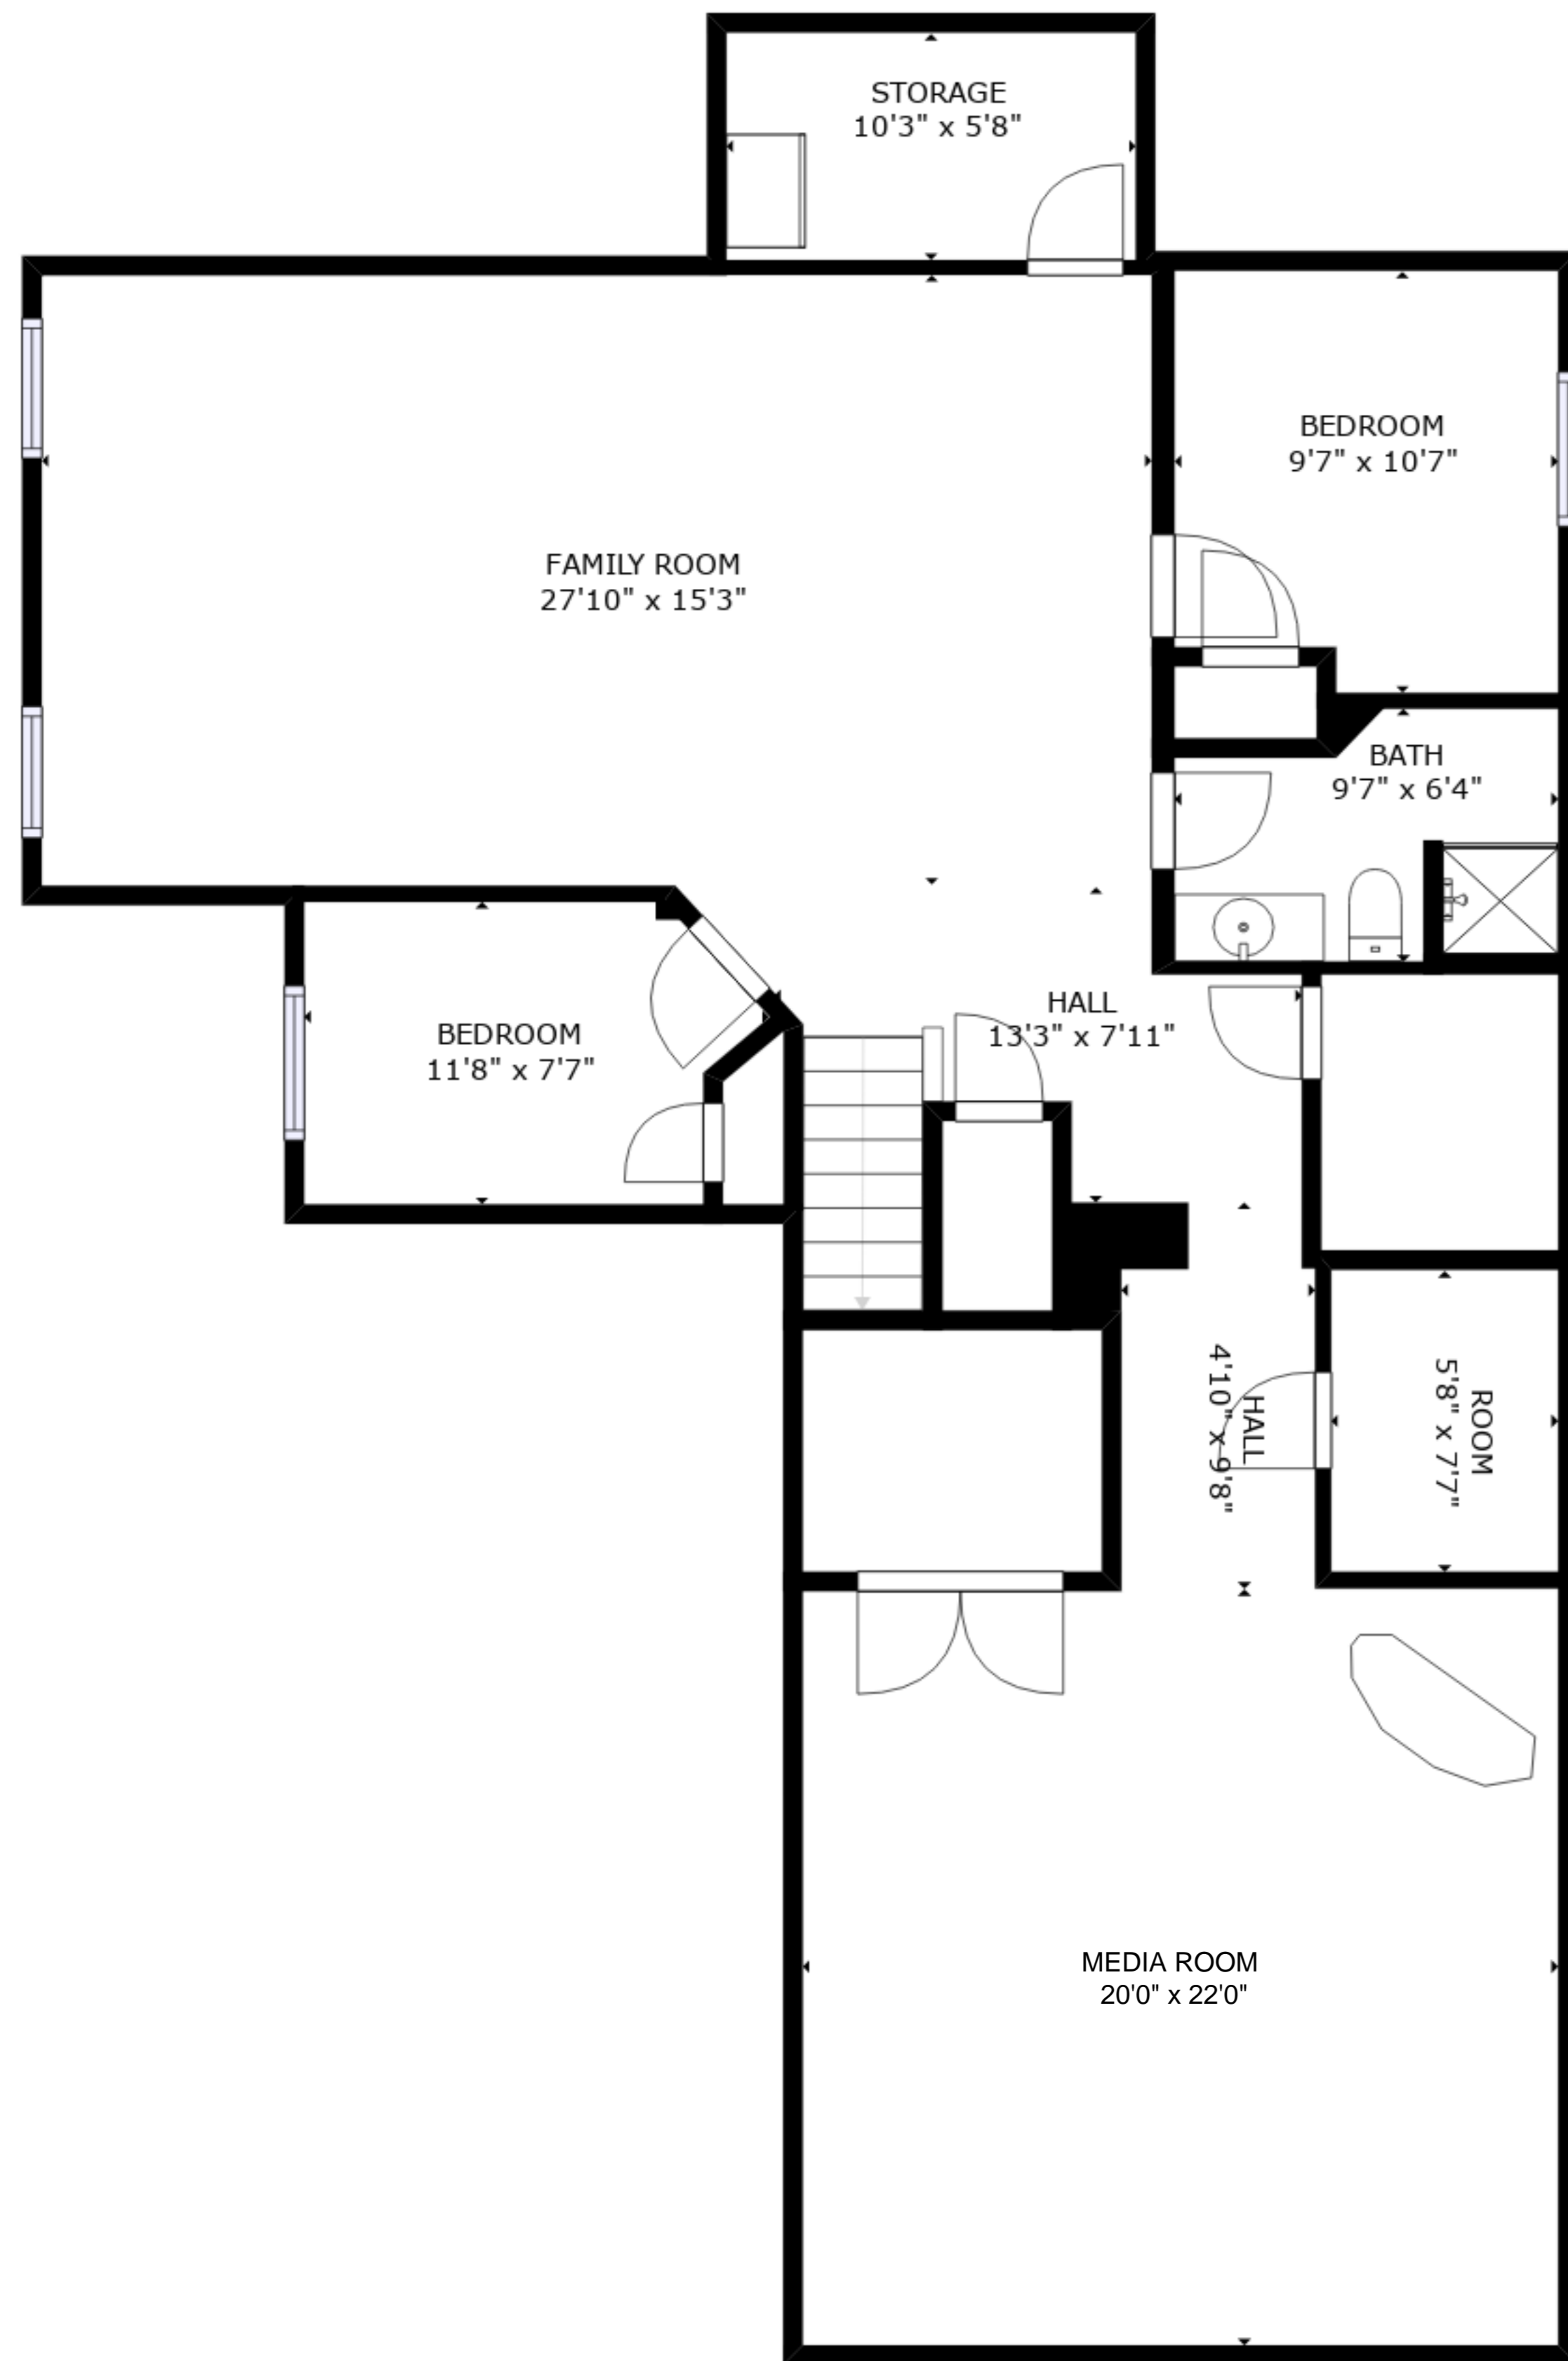 STORAGE
10'3" x 5'8"
BEDROOM
9'7" x 10'7"
FAMILY ROOM
27'10" x 15'3"
BATH
9'7" x 6'4"
HALL
13'3" x 7'11"
BEDROOM
11'8" x 7'7"
HALL
4'10" x 9'8"
ROOM
5'8" x 7'7"
MEDIA ROOM
20'0" x 22'0"